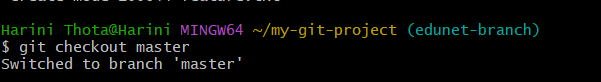 Harini Thota@Harini MINGW64 ~/my-git-project (edunet-branch)
$ git checkout master
Switched to branch 'master'